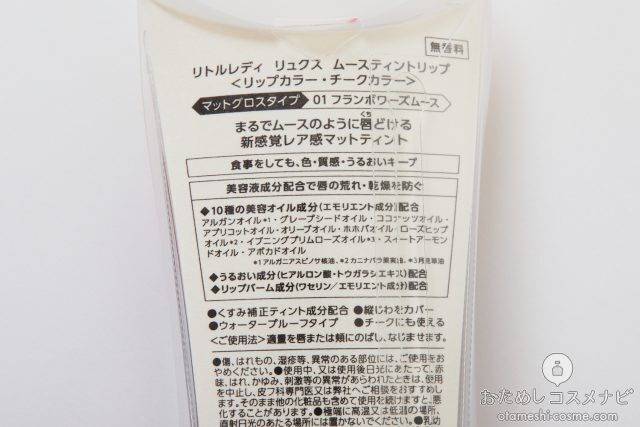 無香料
リトルレディ リュクス ムースティントリップ
＜リップカラー・チークカラー＞
マットグロスタイプ 01 フランボワーズムース
くち
まるでムースのように唇どける
新感覚レア感マットティント
食事をしても、色・質感・うるおいキープ
美容液成分配合で唇の荒れ・乾燥を防ぐ
◆10種の美容オイル成分(エモリエント成分)配合
アルガンオイル*1・グレープシードオイル・ココナッツオイル・
アプリコットオイル・オリーブオイル・ホホバオイル・ローズヒップ
オイル*2・イブニングプリムローズオイル*3・スイートアーモン
ドオイル・アボカドオイル
*1 アルガニアスピノサ核油、*2 カニナバラ果実油、*3 月見草油
◆うるおい成分(ヒアルロン酸・トウガラシエキス)配合
◆リップバーム成分(ワセリン/エモリエント成分)配合
●くすみ補正ティント成分配合 ●縦じわをカバー
●ウォータープルーフタイプ ●チークにも使える
＜ご使用法＞適量を唇または頬にのばし、なじませます。
●傷、はれもの、湿疹等、異常のある部位には、ご使用をお
やめください。●使用中、又は使用後日光にあたって、赤
味、はれ、かゆみ、刺激等の異常があらわれたときは、使用
を中止し、皮フ科専門医又は弊社へご相談をおすすめし
ます。そのまま他の化粧品も含めて使用を続けますと、悪
化することがあります。●極端に高温又は低温の場所、
直射日光のあたる場所には置かないでください。●乳幼
おためしコスメナビ
otameshi-cosme.com